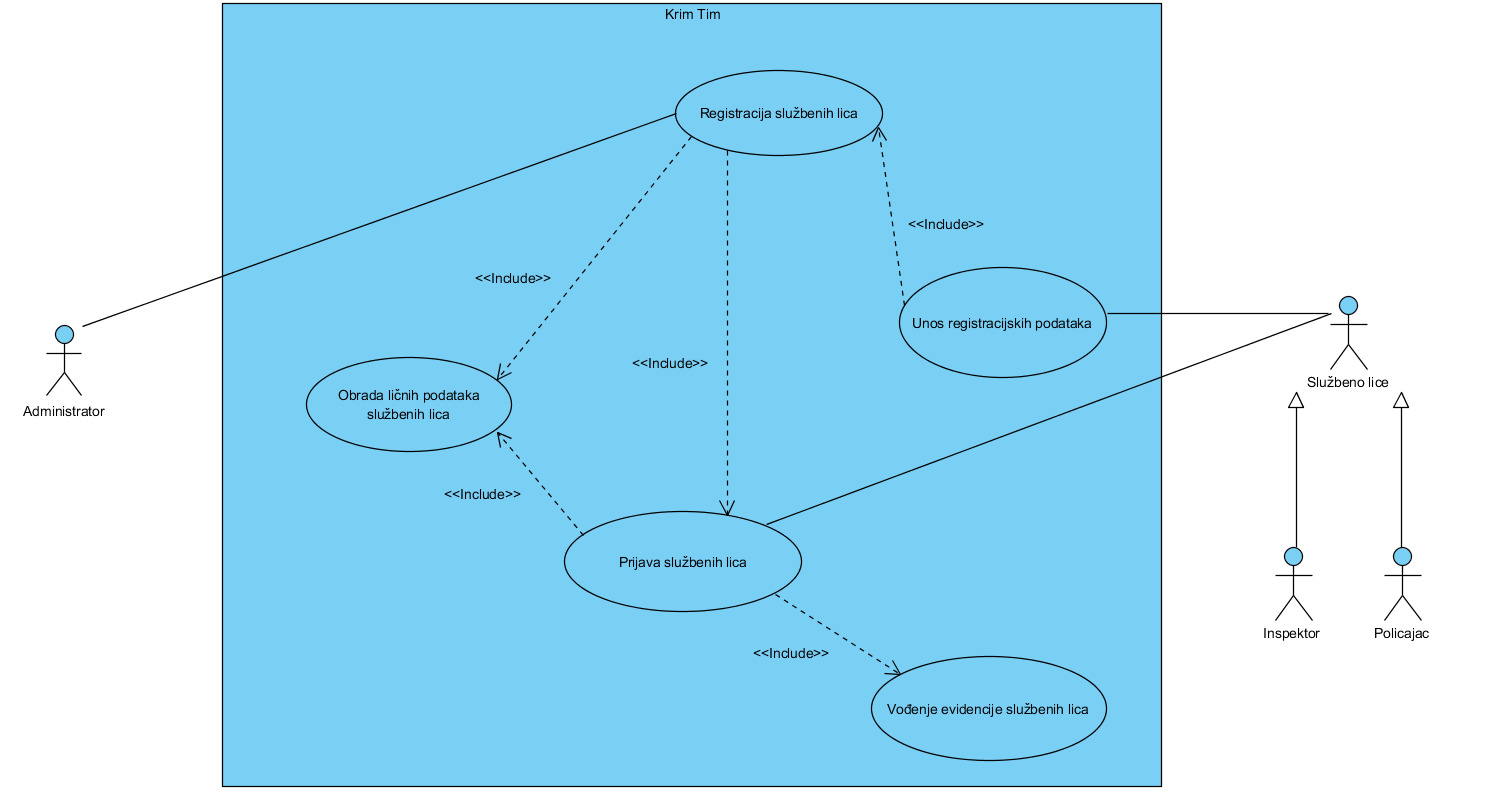 Krim Tim
Registracija službenih lica
<<Include>>
<<Include>>
Unos registracijskih podataka
<<Include>>
Službeno lice
Administrator
Obrada ličnih podataka
službenih lica
<<Include>>
Prijava službenih lica
Inspektor
Policajac
<<Include>>
Vođenje evidencije službenih lica